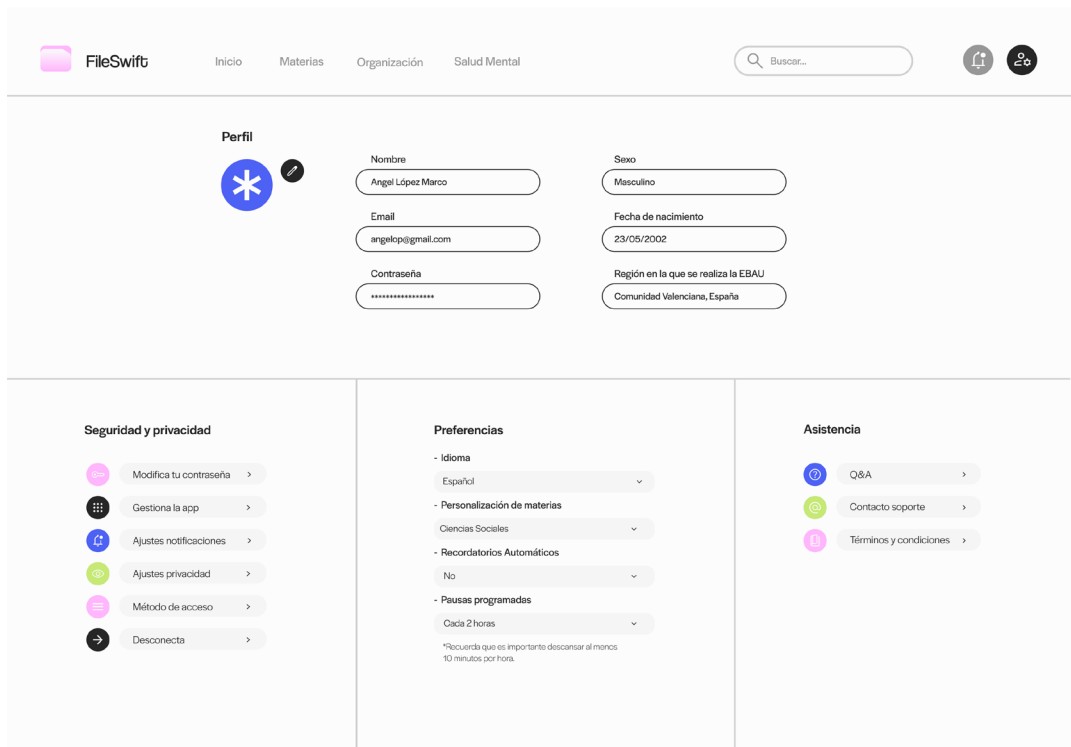 FileSwift
Inicio
Materias
Organización
Salud Mental
Buscar...
Perfil
Nombre
Angel López Marco
Sexo
Masculino
Email
angelop@gmail.com
Fecha de nacimiento
23/05/2002
Contraseña
*****************
Región en la que se realiza la EBAU
Comunidad Valenciana, España
Seguridad y privacidad
Modifica tu contraseña
Gestiona la app
Ajustes notificaciones
Ajustes privacidad
Método de acceso
Desconecta
Preferencias
- Idioma
Español
- Personalización de materias
Ciencias Sociales
- Recordatorios Automáticos
No
- Pausas programadas
Cada 2 horas
*Recuerda que es importante descansar al menos
10 minutos por hora.
Asistencia
Q&A
Contacto soporte
Términos y condiciones